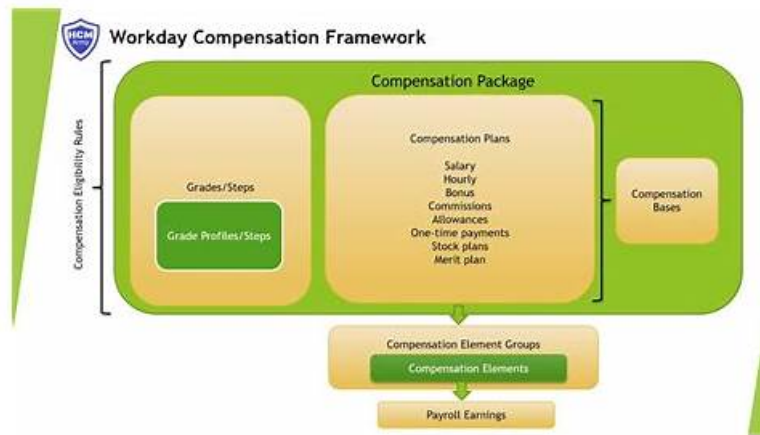 HCM
Army
Workday Compensation Framework
Compensation Eligibility Rules
Compensation Package
Grades/Steps
Grade Profiles/Steps
Compensation Plans
Salary
Hourly
Bonus
Commissions
Allowances
One-time payments
Stock plans
Merit plan
Compensation
Bases
Compensation Element Groups
Compensation Elements
Payroll Earnings